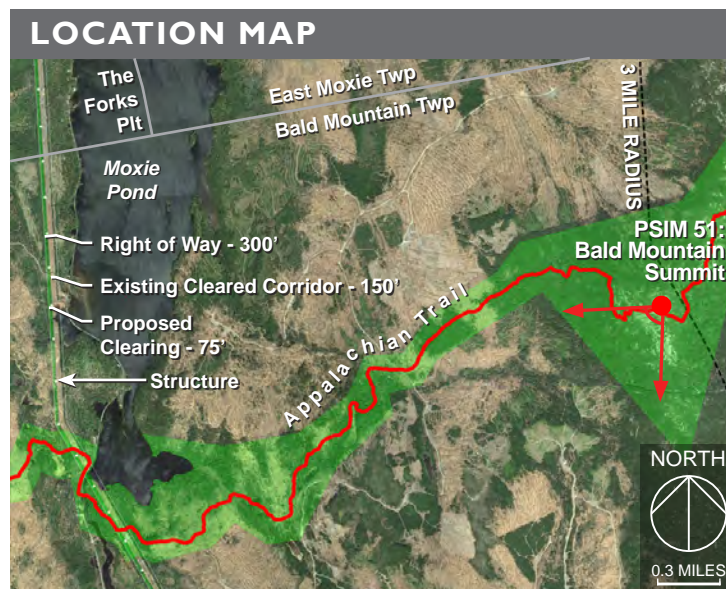 LOCATION MAP
The
Forks
Plt
East Moxie Twp
Bald Mountain Twp
3 MILE RADIUS
Moxie
Pond
PSIM 51:
Bald Mountain
Summit
Right of Way - 300'
Existing Cleared Corridor - 150'
Proposed
Clearing - 75'
Structure
Appalachian Trail
NORTH
0.3 MILES